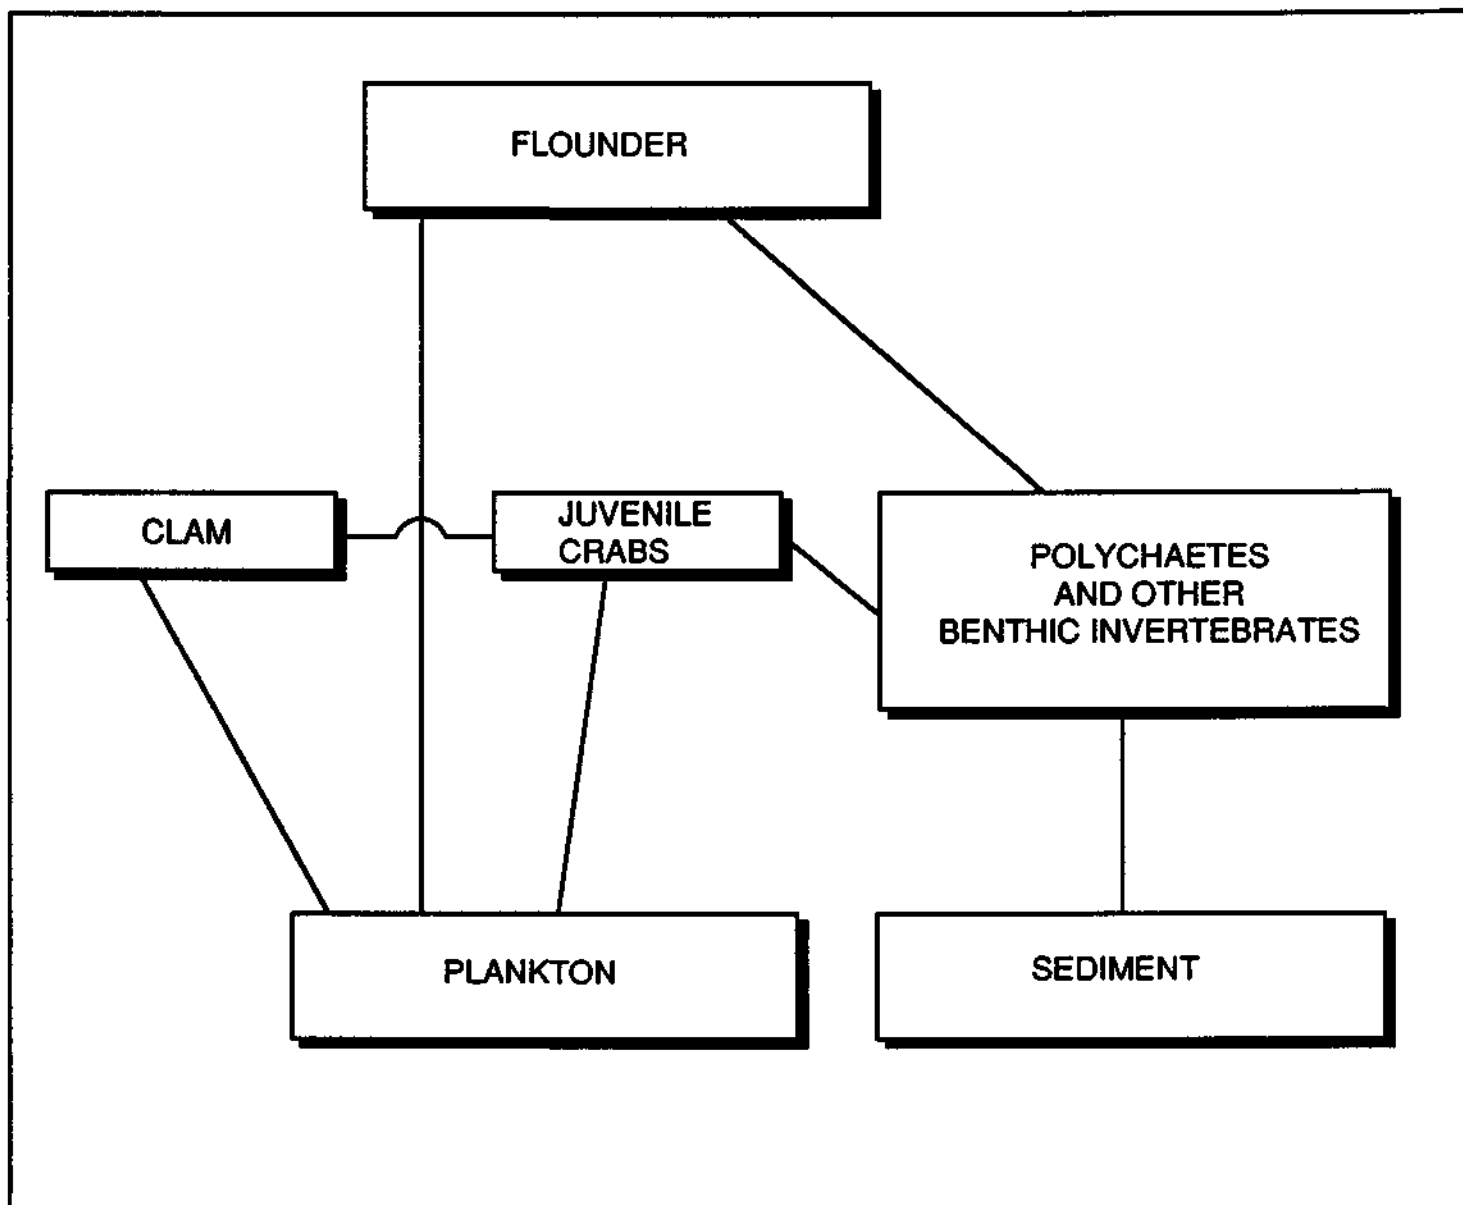 FLOUNDER
CLAM
JUVENILE
CRABS
POLYCHAETES
AND OTHER
BENTHIC INVERTEBRATES
PLANKTON
SEDIMENT